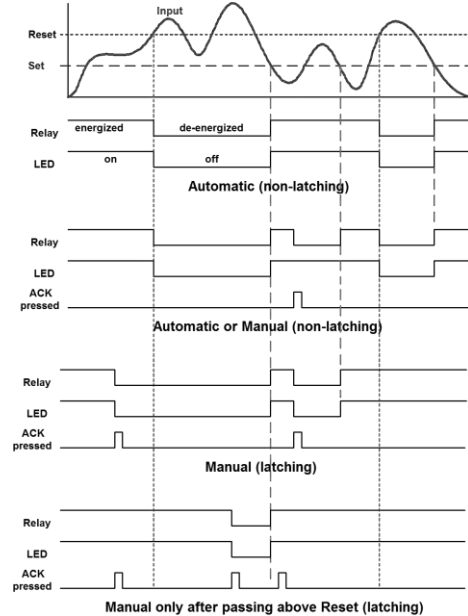 Input
Reset
Set
energized de-energized
Relay
on off
LED
Automatic (non-latching)
Relay
LED
ACK
pressed
Automatic or Manual (non-latching)
Relay
LED
ACK
pressed
Manual (latching)
Relay
LED
ACK
pressed
Manual only after passing above Reset (latching)